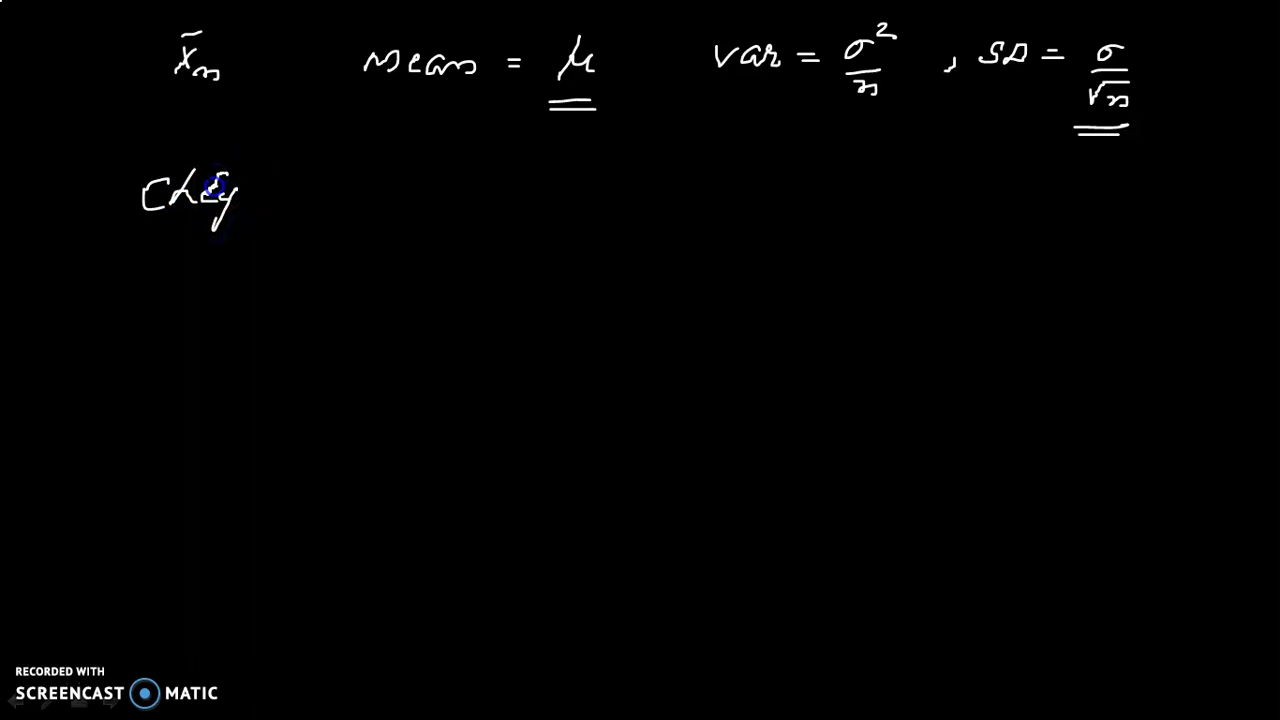 x̄ₙ mean = μ var = σ²/n , SD = σ/√n
Chey
RECORDED WITH
SCREENCAST MATIC